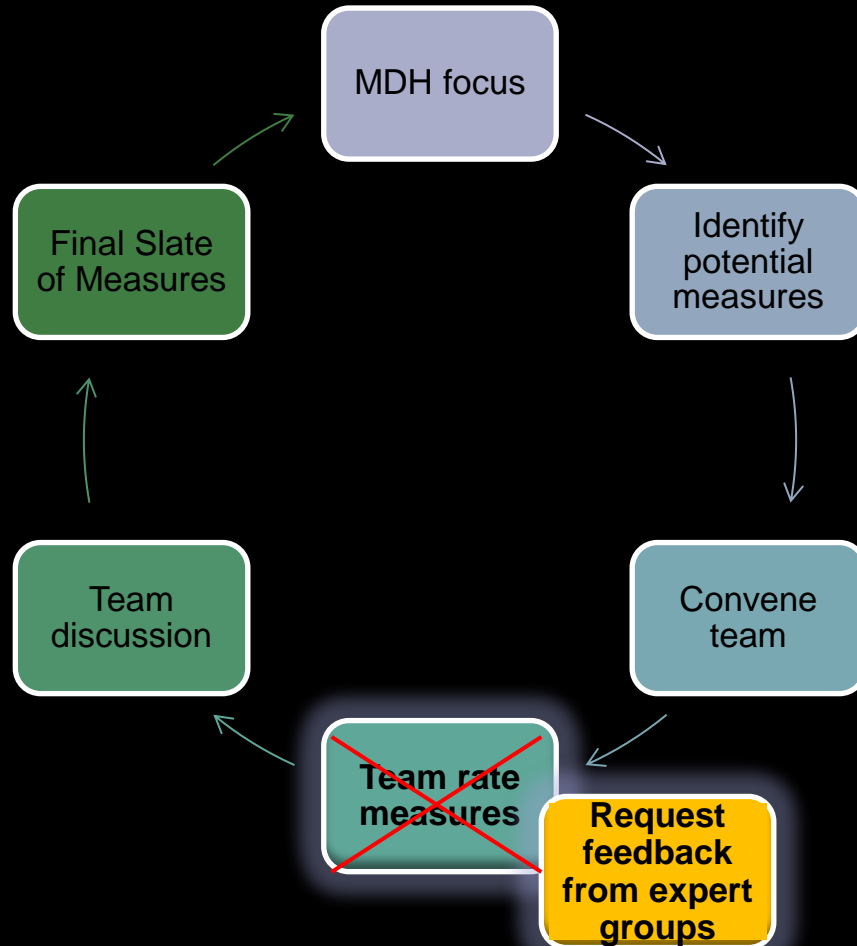 MDH focus
Identify
potential
measures
Convene
team
Team rate
measures
Request
feedback
from expert
groups
Team
discussion
Final Slate
of Measures